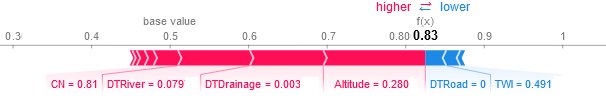 higher ⇄ lower
base value f(x)
0.83
0.3 0.4 0.5 0.6 0.7 0.8 0.9 1
CN = 0.81 DTRiver = 0.079 DTDrainage = 0.003 Altitude = 0.280 DTRoad = 0 TWI = 0.491